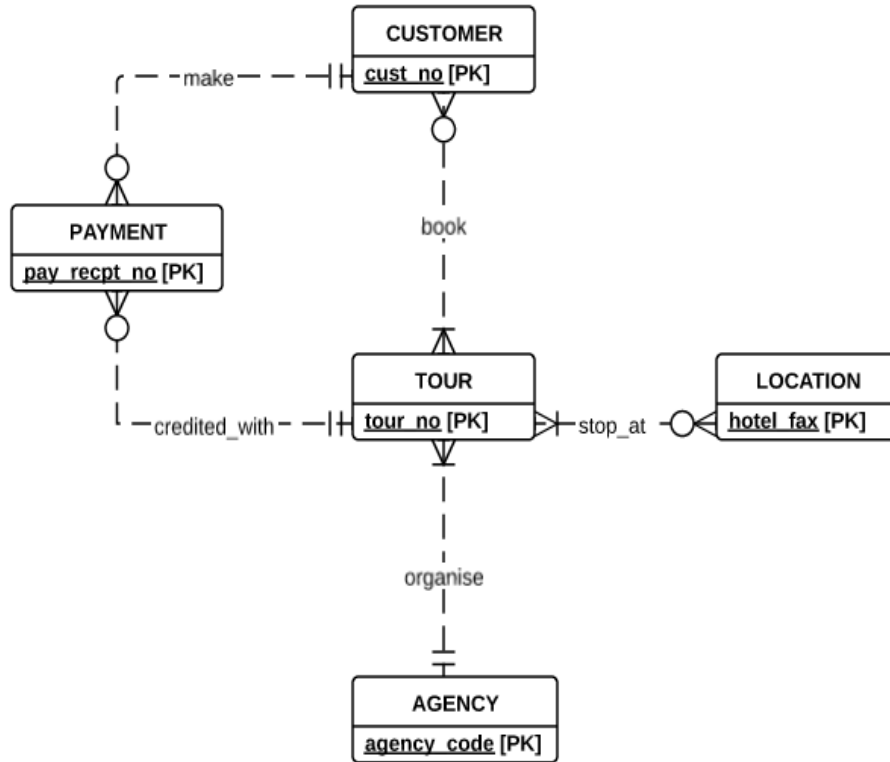 CUSTOMER
cust_no [PK]
make
PAYMENT
pay_recpt_no [PK]
book
TOUR
tour_no [PK]
LOCATION
hotel_fax [PK]
credited_with
stop_at
organise
AGENCY
agency_code [PK]